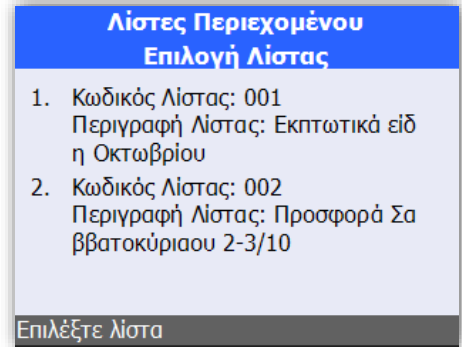 Λίστες Περιεχομένου
Επιλογή Λίστας
1. Κωδικός Λίστας: 001
Περιγραφή Λίστας: Εκπτωτικά είδ
η Οκτωβρίου
2. Κωδικός Λίστας: 002
Περιγραφή Λίστας: Προσφορά Σα
ββατοκύριαου 2-3/10
Επιλέξτε λίστα